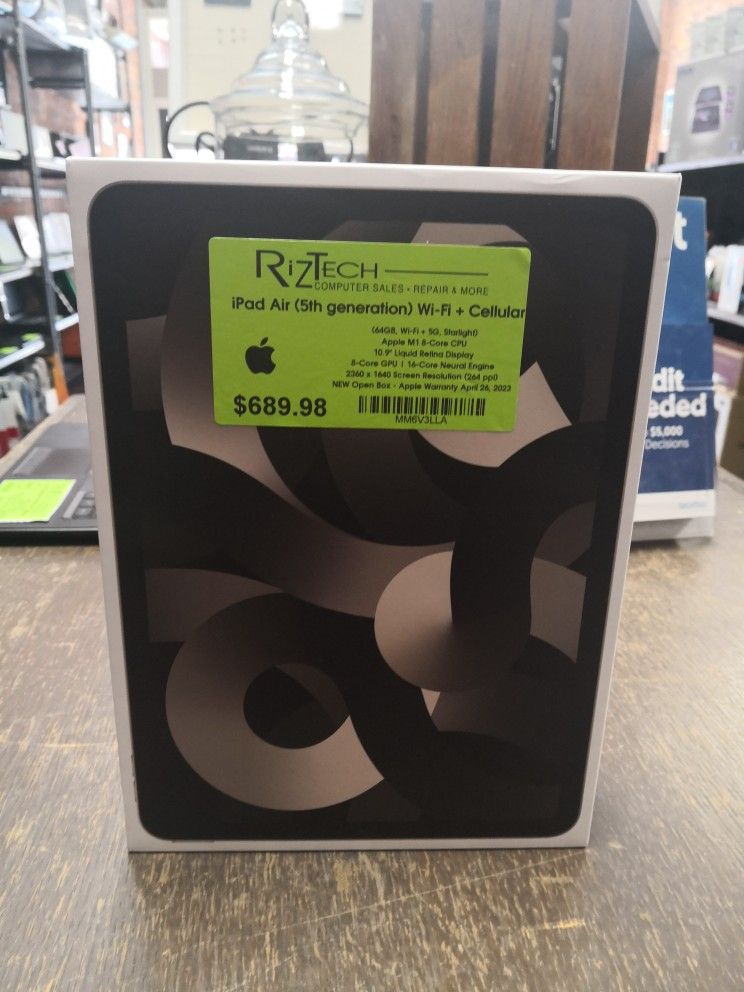 RIZTECH
COMPUTER SALES • REPAIR & MORE
iPad Air (5th generation) Wi-Fi + Cellular
(64GB, Wi-Fi + 5G, Starlight)
Apple M1 8-Core CPU
10.9" Liquid Retina Display
8-Core GPU | 16-Core Neural Engine
2360 x 1640 Screen Resolution (264 ppi)
NEW Open Box - Apple Warranty April 26, 2023
$689.98
MM6V3LLA
t
dit
eded
$5,000
Decisions